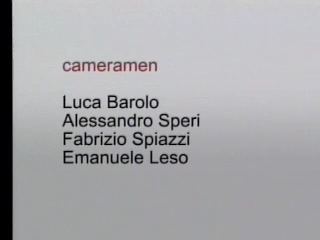 cameramen
Luca Barolo
Alessandro Speri
Fabrizio Spiazzi
Emanuele Leso